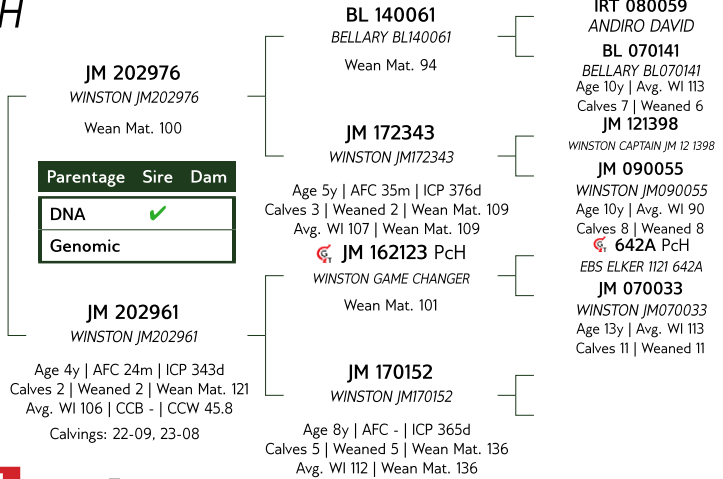 H
JM 202976
WINSTON JM202976
Wean Mat. 100
Parentage Sire Dam
DNA ✔
Genomic
JM 202961
WINSTON JM202961
Age 4y | AFC 24m | ICP 343d
Calves 2 | Weaned 2 | Wean Mat. 121
Avg. WI 106 | CCB - | CCW 45.8
Calvings: 22-09, 23-08
BL 140061
BELLARY BL140061
Wean Mat. 94
JM 172343
WINSTON JM172343
Age 5y | AFC 35m | ICP 376d
Calves 3 | Weaned 2 | Wean Mat. 109
Avg. WI 107 | Wean Mat. 109
JM 162123 PcH
WINSTON GAME CHANGER
Wean Mat. 101
JM 170152
WINSTON JM170152
Age 8y | AFC - | ICP 365d
Calves 5 | Weaned 5 | Wean Mat. 136
Avg. WI 112 | Wean Mat. 136
IRT 080059
ANDIRO DAVID
BL 070141
BELLARY BL070141
Age 10y | Avg. WI 113
Calves 7 | Weaned 6
JM 121398
WINSTON CAPTAIN JM 12 1398
JM 090055
WINSTON JM090055
Age 10y | Avg. WI 90
Calves 8 | Weaned 8
642A PcH
EBS ELKER 1121 642A
JM 070033
WINSTON JM070033
Age 13y | Avg. WI 113
Calves 11 | Weaned 11